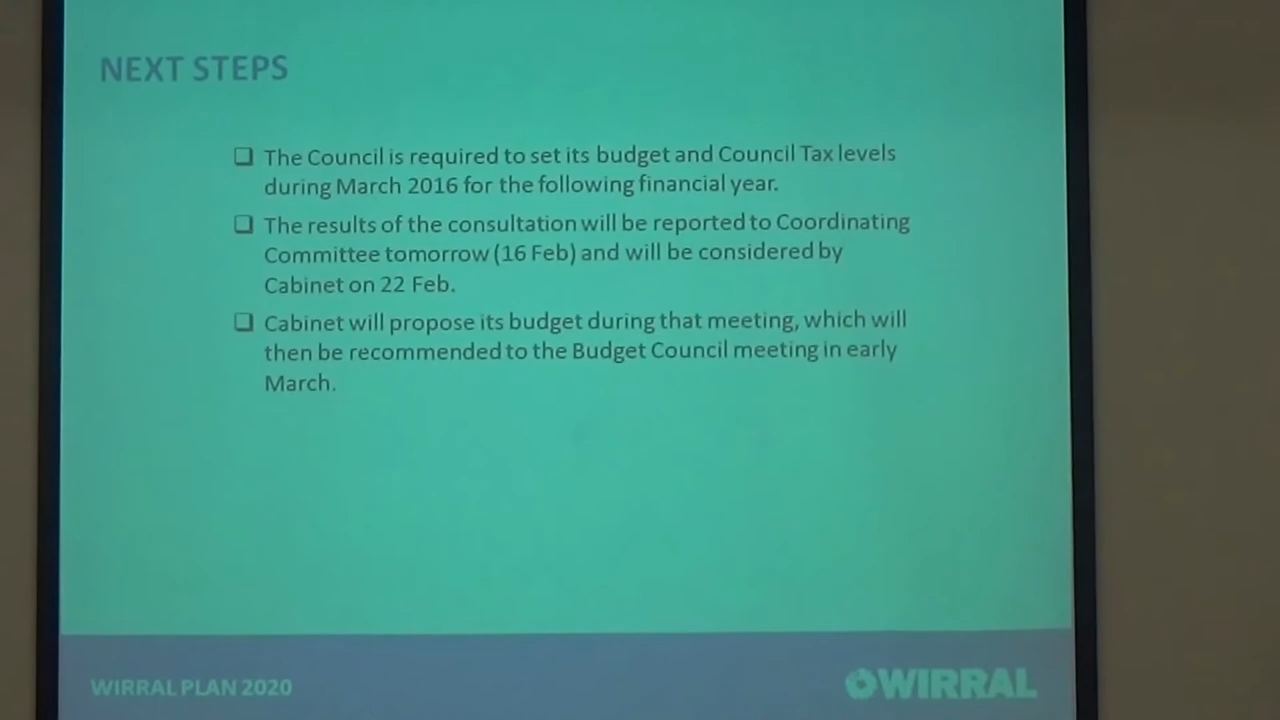 NEXT STEPS
❑ The Council is required to set its budget and Council Tax levels
during March 2016 for the following financial year.
❑ The results of the consultation will be reported to Coordinating
Committee tomorrow (16 Feb) and will be considered by
Cabinet on 22 Feb.
❑ Cabinet will propose its budget during that meeting, which will
then be recommended to the Budget Council meeting in early
March.
WIRRAL PLAN 2020
WIRRAL